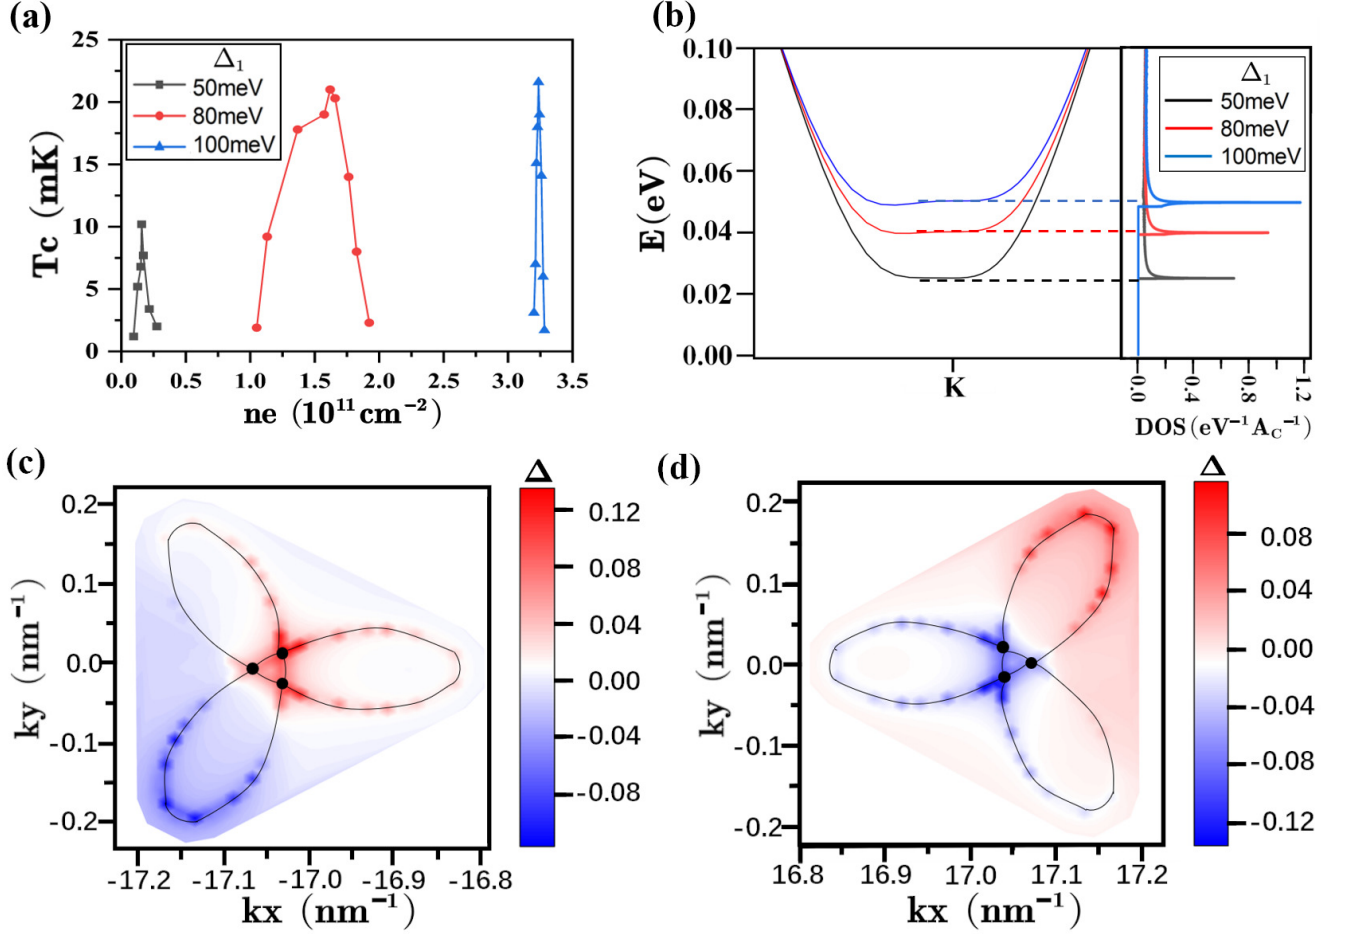 (a)
25
20
15
10
5
0
Tc (mK)
Δ₁
50meV
80meV
100meV
0.0 0.5 1.0 1.5 2.0 2.5 3.0 3.5
ne (10¹¹cm⁻²)
(b)
0.10
0.08
0.06
0.04
0.02
0.00
E(eV)
K
Δ₁
50meV
80meV
100meV
0.0 0.4 0.8 1.2
DOS(eV⁻¹A_C⁻¹)
(c)
0.2
0.1
0.0
-0.1
-0.2
ky (nm⁻¹)
-17.2 -17.1 -17.0 -16.9 -16.8
kx (nm⁻¹)
Δ
0.12
0.08
0.04
0.00
-0.04
-0.08
(d)
0.2
0.1
0.0
-0.1
-0.2
ky (nm⁻¹)
16.8 16.9 17.0 17.1 17.2
kx (nm⁻¹)
Δ
0.08
0.04
0.00
-0.04
-0.08
-0.12